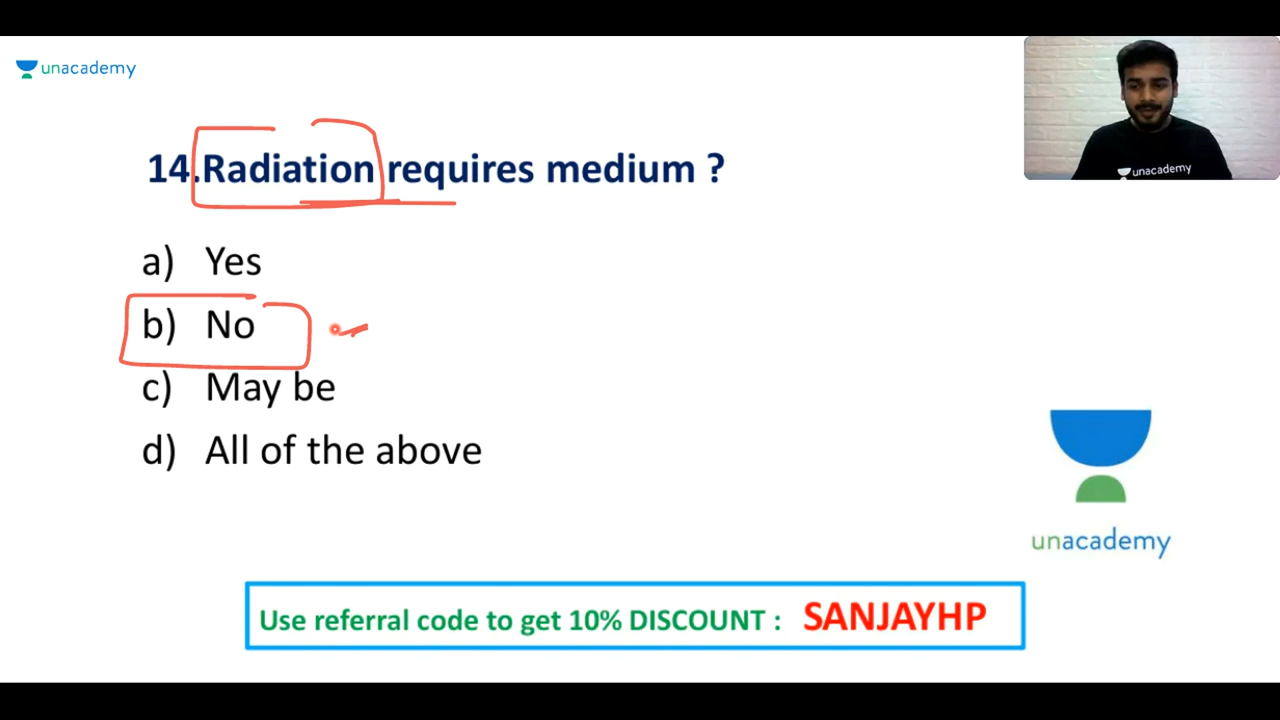 unacademy
unacademy
14.Radiation requires medium ?
a) Yes
b) No
c) May be
d) All of the above
unacademy
Use referral code to get 10% DISCOUNT : SANJAYHP